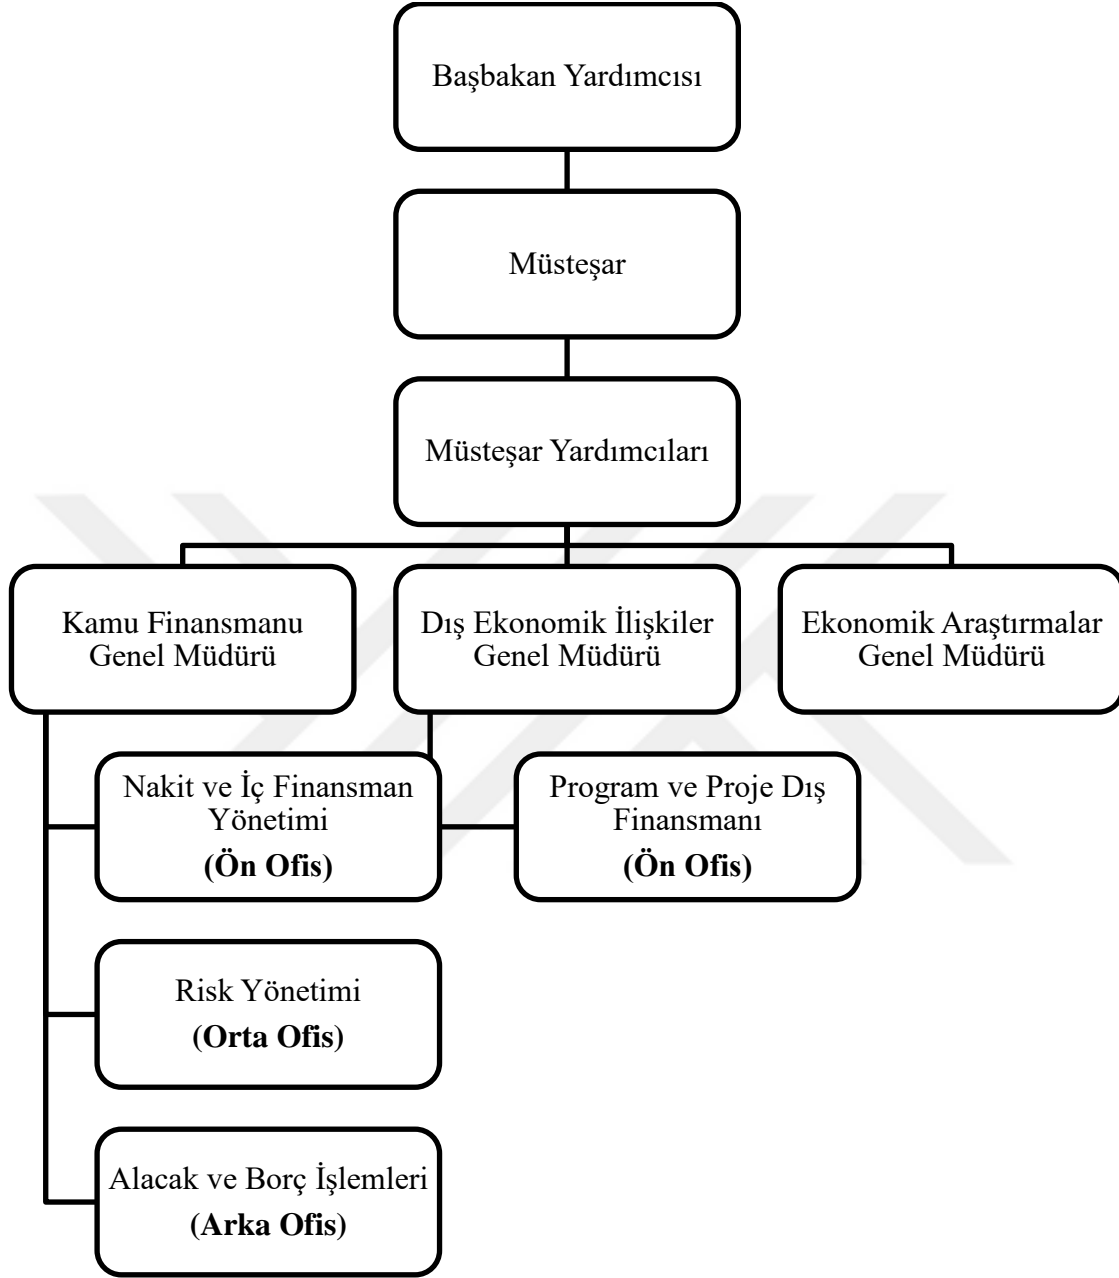 Başbakan Yardımcısı
Müsteşar
Müsteşar Yardımcıları
Kamu Finansmanu
Genel Müdürü
Dış Ekonomik İlişkiler
Genel Müdürü
Ekonomik Araştırmalar
Genel Müdürü
Nakit ve İç Finansman
Yönetimi
(Ön Ofis)
Program ve Proje Dış
Finansmanı
(Ön Ofis)
Risk Yönetimi
(Orta Ofis)
Alacak ve Borç İşlemleri
(Arka Ofis)